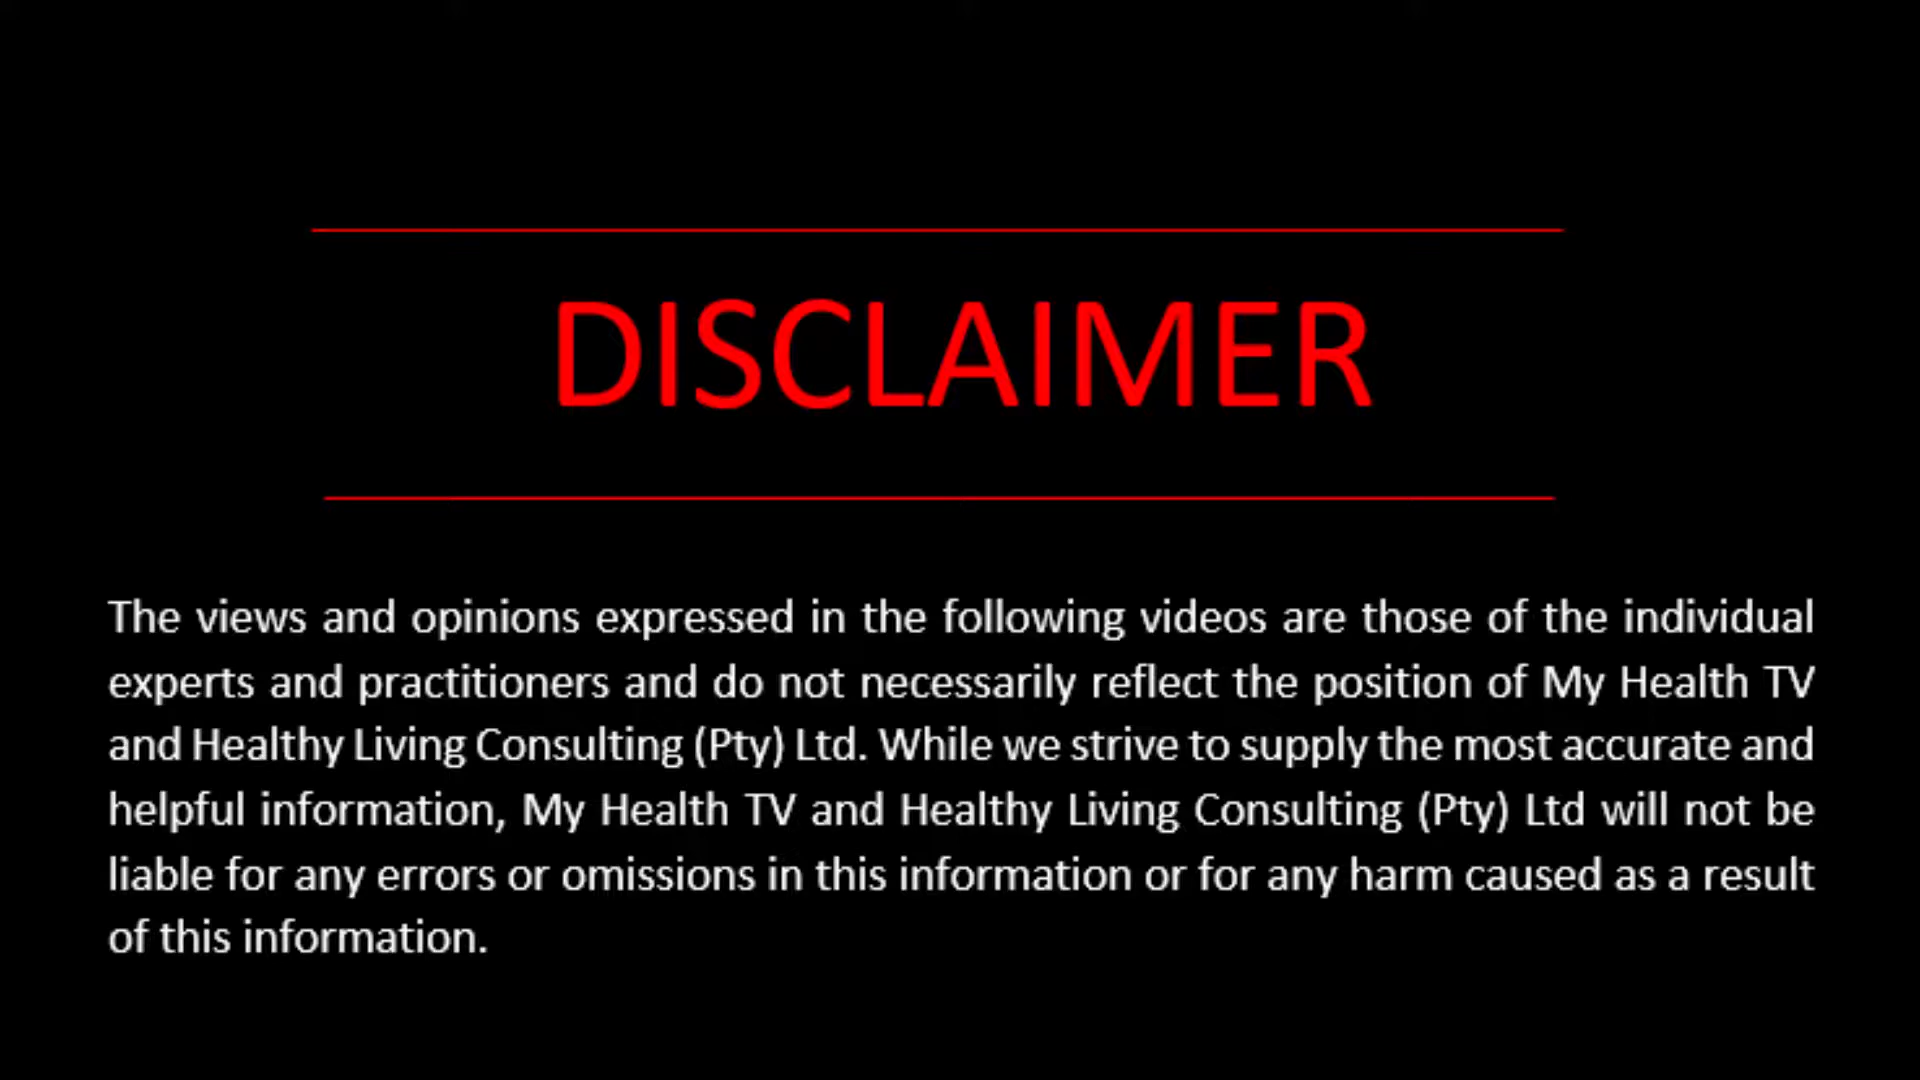 DISCLAIMER
The views and opinions expressed in the following videos are those of the individual
experts and practitioners and do not necessarily reflect the position of My Health TV
and Healthy Living Consulting (Pty) Ltd. While we strive to supply the most accurate and
helpful information, My Health TV and Healthy Living Consulting (Pty) Ltd will not be
liable for any errors or omissions in this information or for any harm caused as a result
of this information.